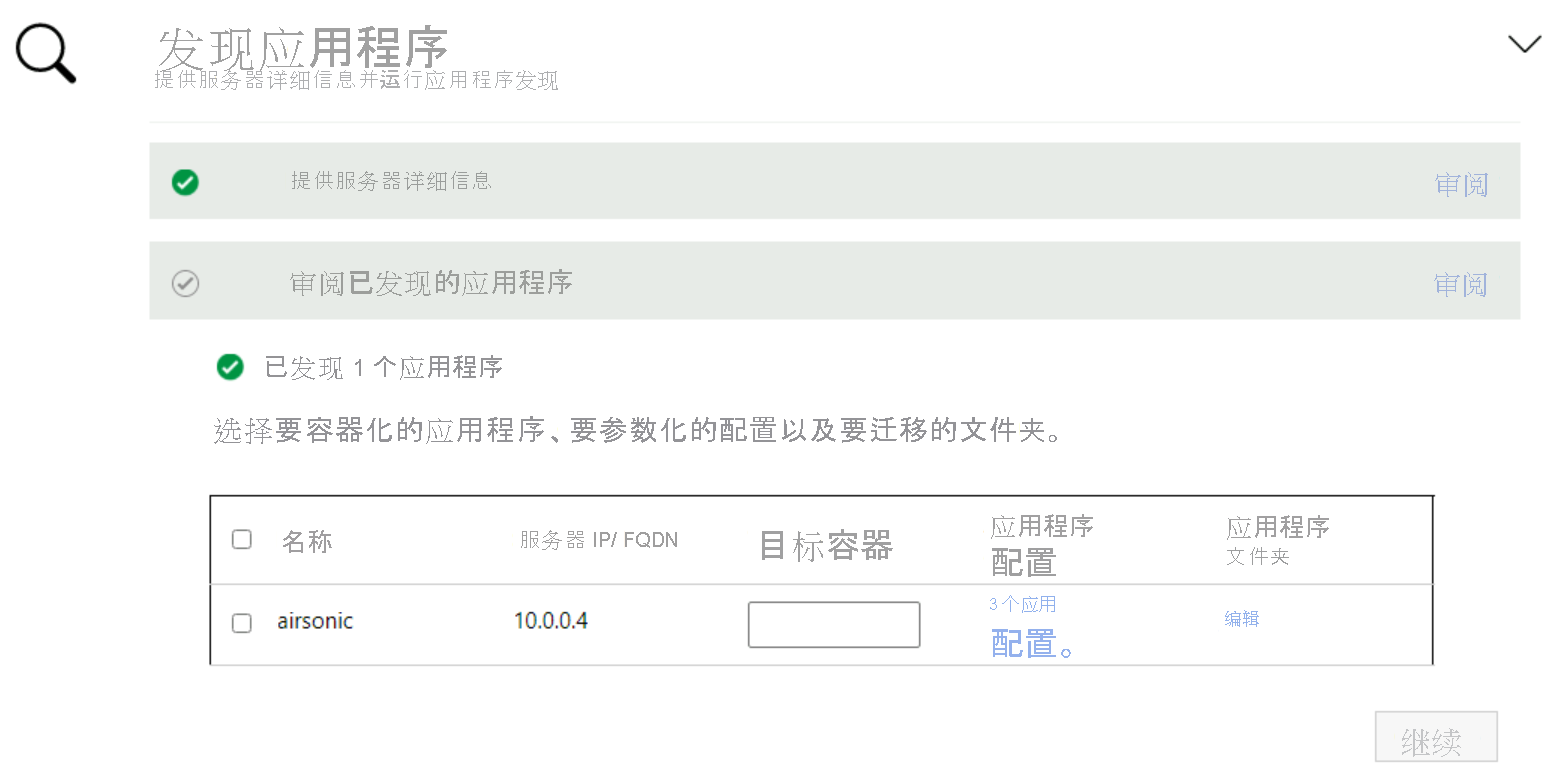 发现应用程序
提供服务器详细信息并运行应用程序发现
提供服务器详细信息
审阅
审阅已发现的应用程序
审阅
已发现 1 个应用程序
选择要容器化的应用程序、要参数化的配置以及要迁移的文件夹。
名称
服务器 IP/ FQDN
目标容器
应用程序
配置
应用程序
文件夹
airsonic
10.0.0.4
3 个应用
配置。
编辑
继续